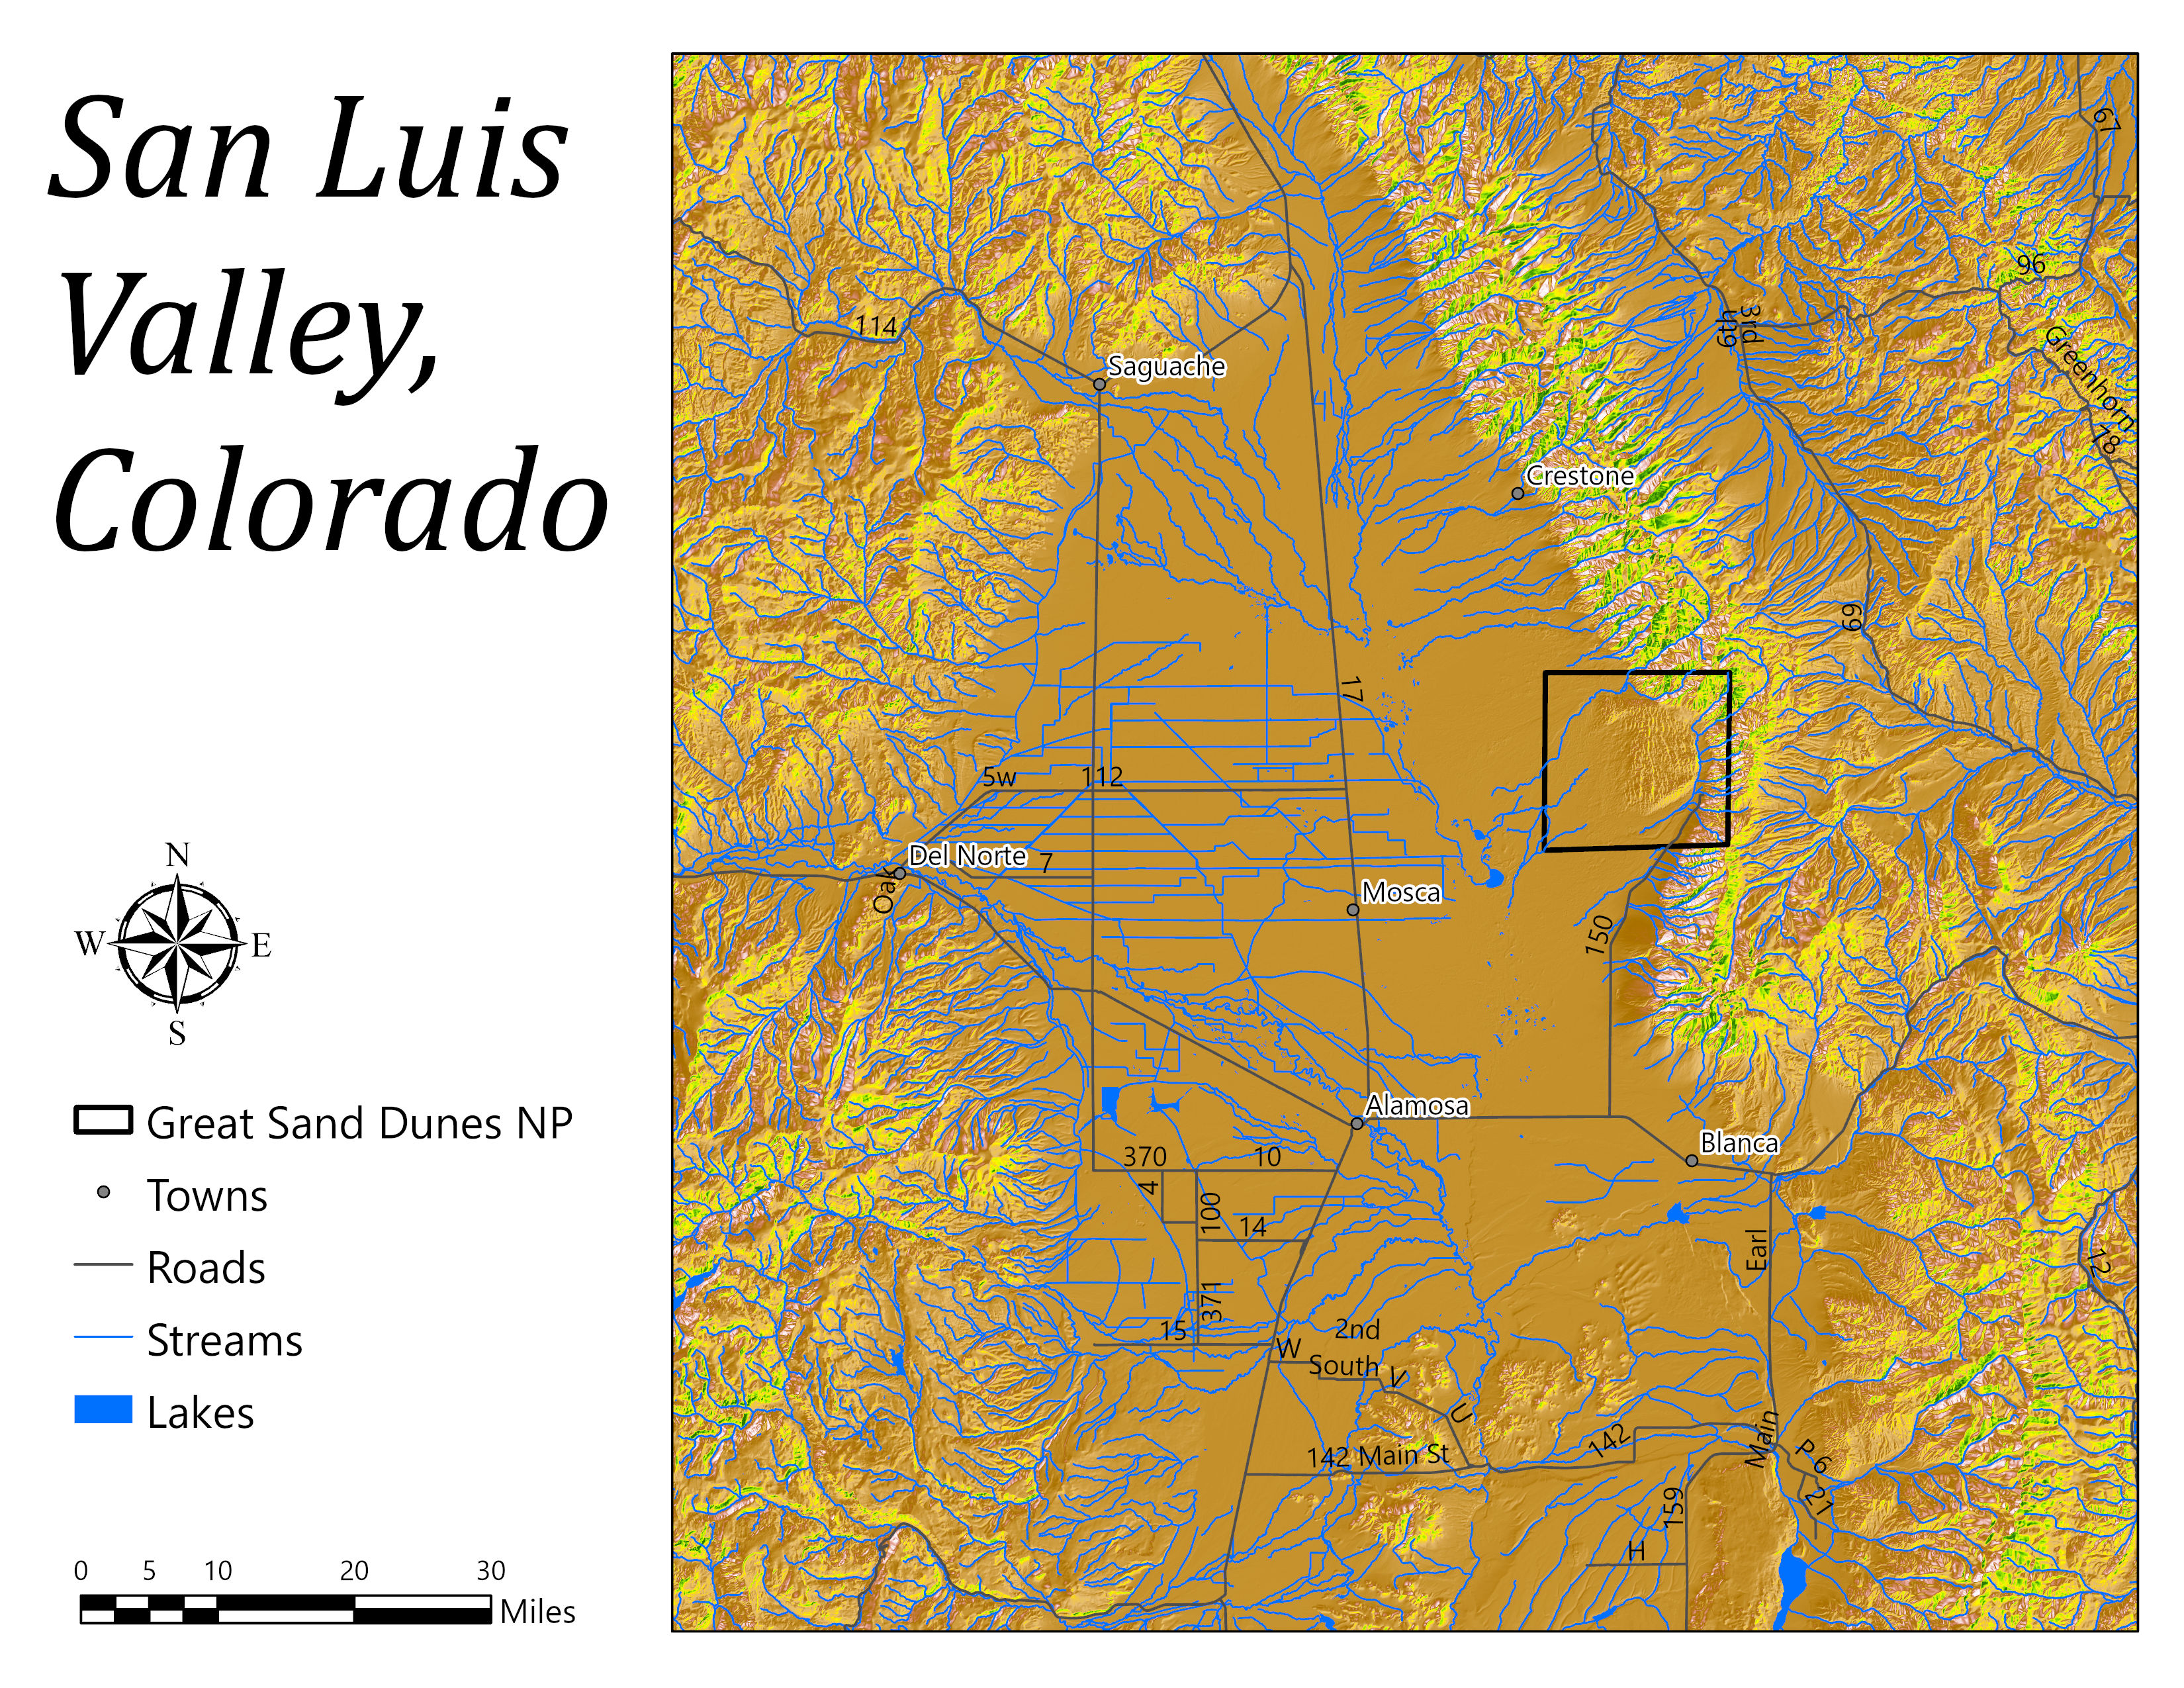 San Luis
Valley,
Colorado
N
W
E
S
Great Sand Dunes NP
Towns
Roads
Streams
Lakes
0 5 10 20 30
Miles
67
96
114
6th
3rd
Greenhorn
78
Saguache
Crestone
69
17
5w
112
Del Norte
7
Oak
Mosca
150
Alamosa
Blanca
370
10
4
100
14
Earl
12
371
15
W
2nd
South
V
U
142 Main St
142
Main
P 6
21
159
H